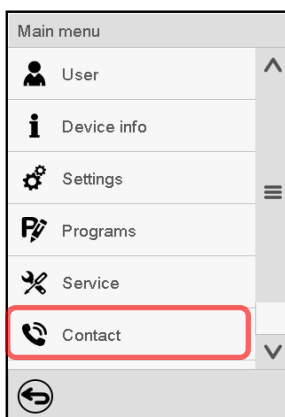 Main menu
User
Device info
Settings
Programs
Service
Contact